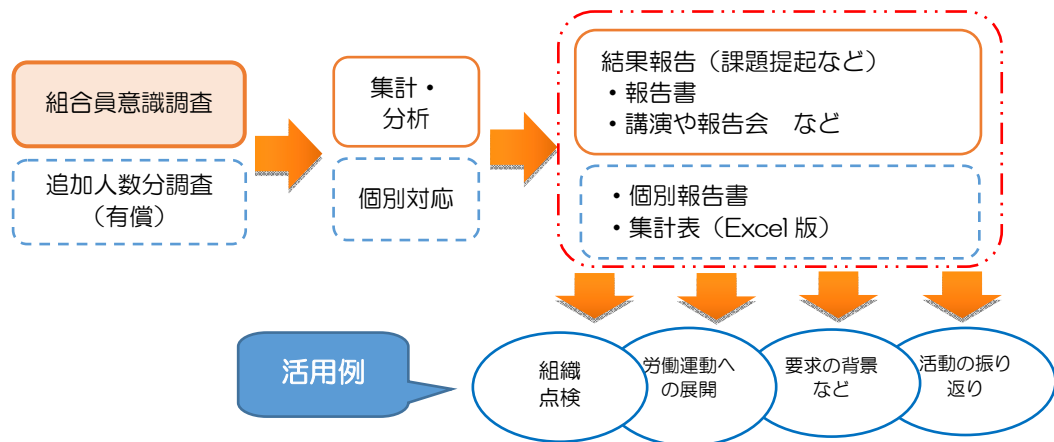 組合員意識調査
追加人数分調査
（有償）
集計・
分析
個別対応
結果報告（課題提起など）
・報告書
・講演や報告会　など
・個別報告書
・集計表（Excel 版）
活用例
組織
点検
労働運動へ
の展開
要求の背景
など
活動の振り
返り